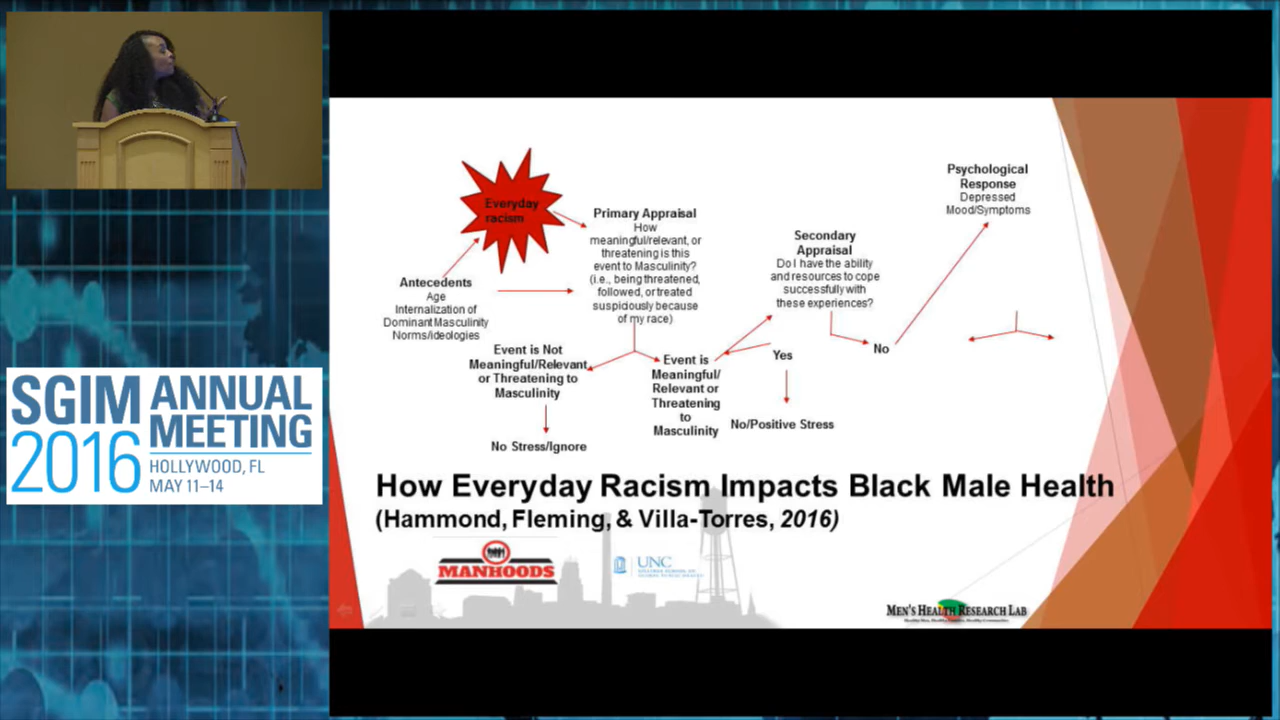 SGIM ANNUAL
2016 MEETING
HOLLYWOOD, FL
MAY 11–14
Everyday
racism
Antecedents
Age
Internalization of
Dominant Masculinity
Norms/ideologies
Primary Appraisal
How
meaningful/relevant, or
threatening is this
event to Masculinity?
(i.e., being threatened,
followed, or treated
suspiciously because
of my race)
Event is Not
Meaningful/Relevant
or Threatening to
Masculinity
No Stress/Ignore
Event is
Meaningful/
Relevant or
Threatening
to
Masculinity
Secondary
Appraisal
Do I have the ability
and resources to cope
successfully with
these experiences?
Yes
No/Positive Stress
No
Psychological
Response
Depressed
Mood/Symptoms
How Everyday Racism Impacts Black Male Health
(Hammond, Fleming, & Villa-Torres, 2016)
MANHOODS
UNC
MEN'S HEALTH RESEARCH LAB